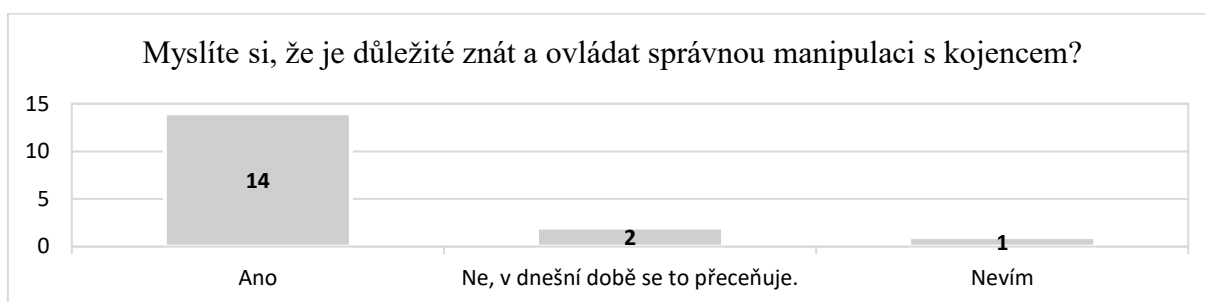 Myslíte si, že je důležité znát a ovládat správnou manipulaci s kojencem?
15
10
5
0
14
2
1
Ano
Ne, v dnešní době se to přeceňuje.
Nevím